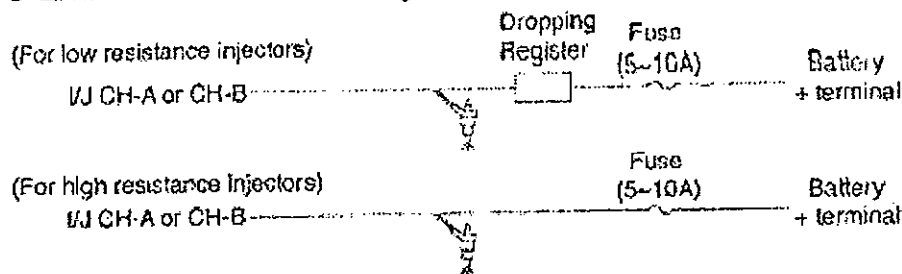 Dropping Fuse
(For low resistance injectors) Register (5~10A) Battery
I/J CH-A or CH-B + terminal
Fuse
(For high resistance injectors) (5~10A) Battery
I/J CH-A or CH-B + terminal